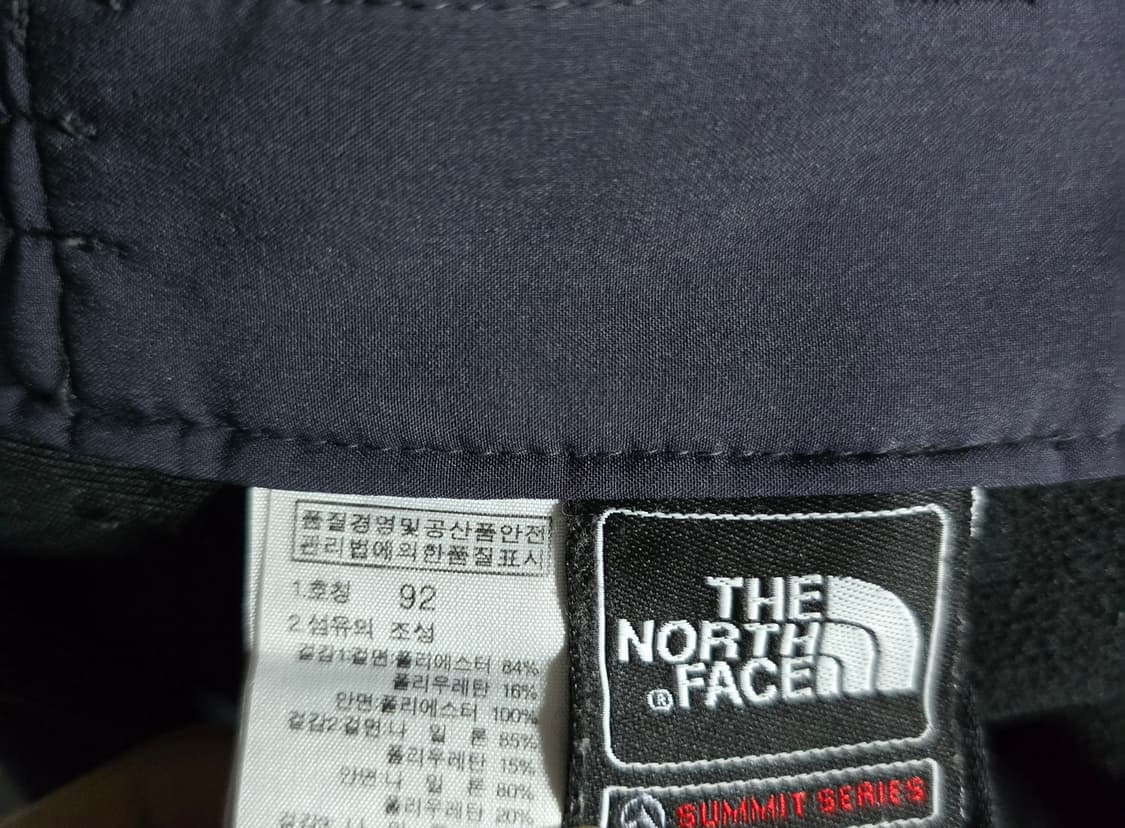 품질경영및공산품안전
관리법에의한품질표시
1.호칭 92
2.섬유의 조성
겉감1겉면:폴리에스터 84%
폴리우레탄 16%
안면:폴리에스터 100%
겉감2겉면:나 일 론 85%
폴리우레탄 15%
안면:나 일 론 80%
폴리우레탄 20%
THE
NORTH
® FACE
SUMMIT SERIES